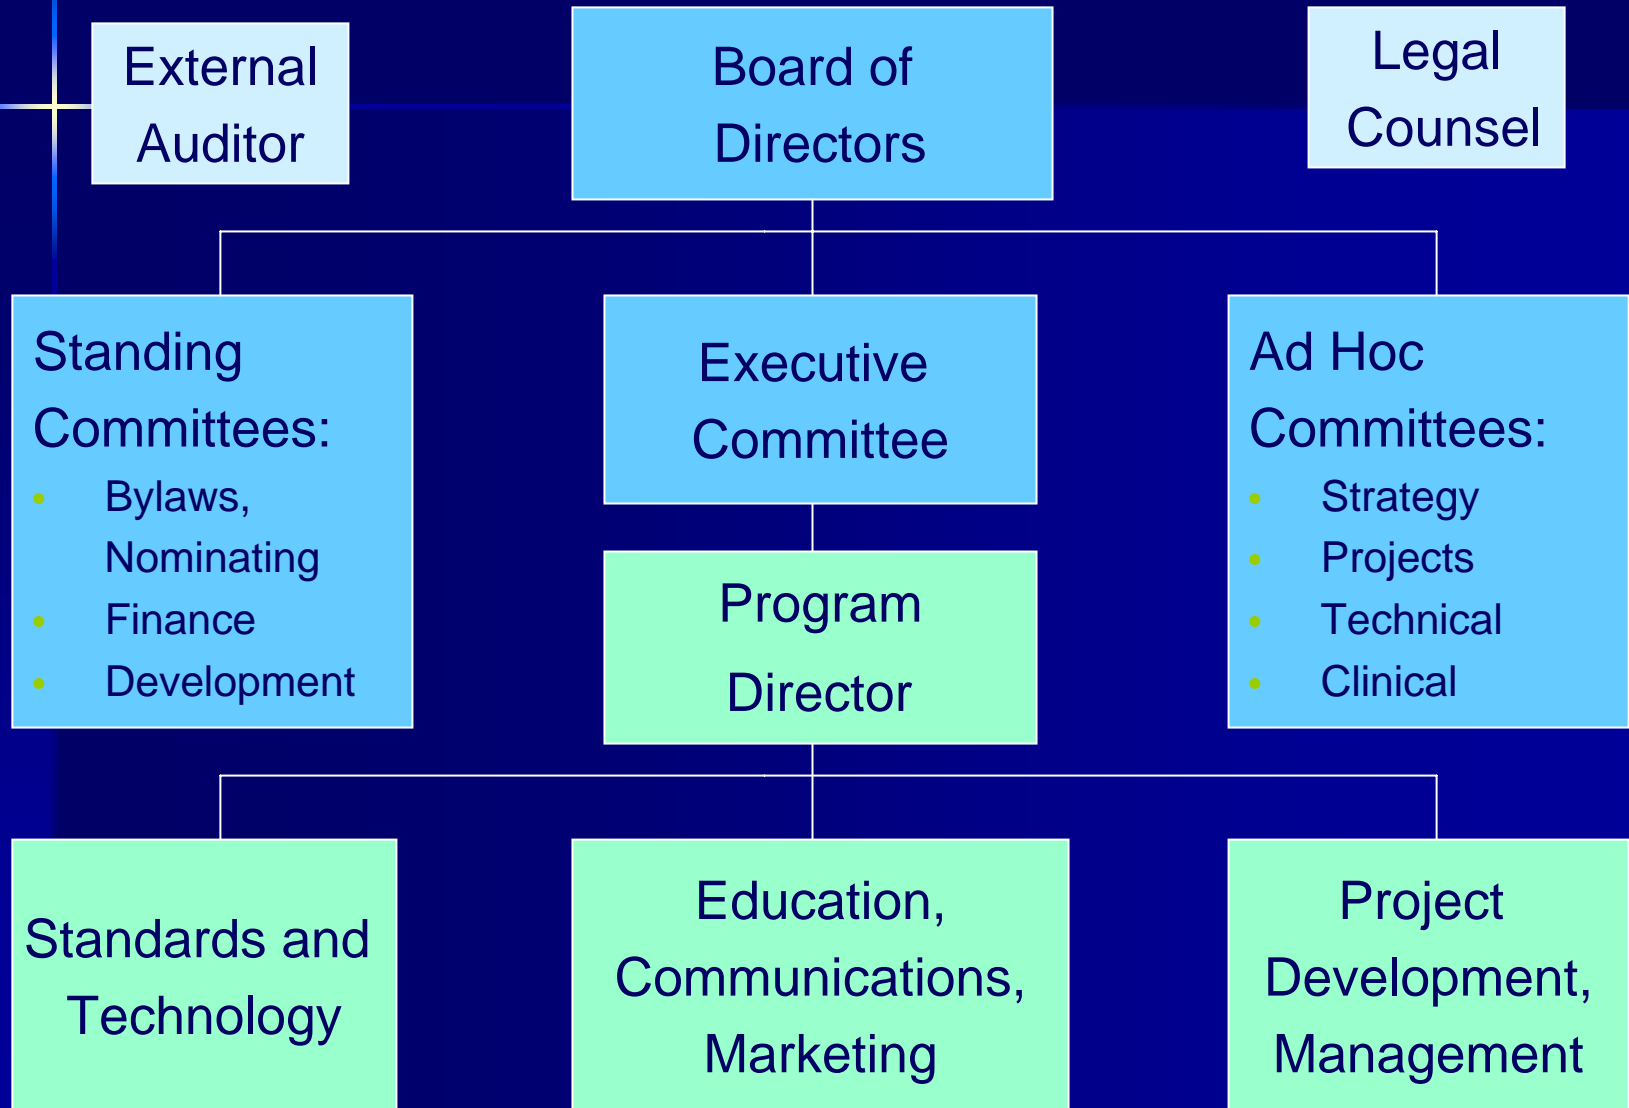 External
Auditor
Board of
Directors
Legal
Counsel
Standing
Committees:
• Bylaws,
Nominating
• Finance
• Development
Executive
Committee
Ad Hoc
Committees:
• Strategy
• Projects
• Technical
• Clinical
Program
Director
Standards and
Technology
Education,
Communications,
Marketing
Project
Development,
Management